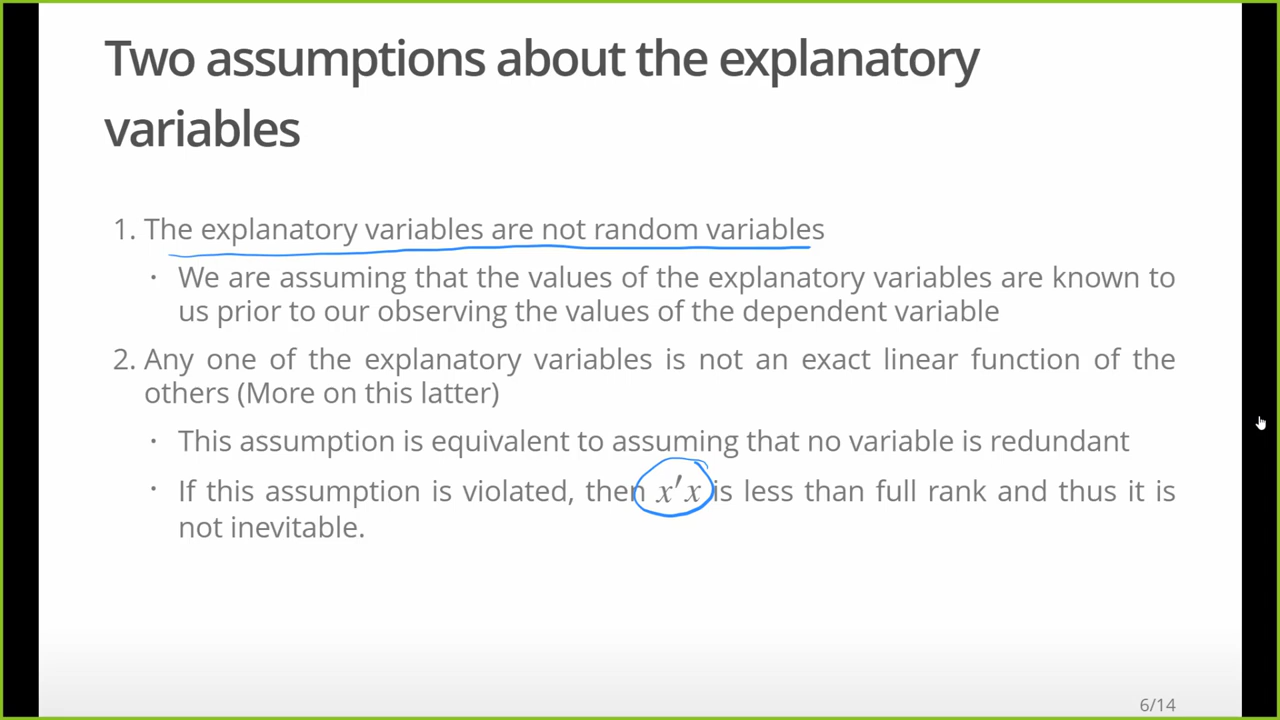 Two assumptions about the explanatory
variables
1. The explanatory variables are not random variables
· We are assuming that the values of the explanatory variables are known to
us prior to our observing the values of the dependent variable
2. Any one of the explanatory variables is not an exact linear function of the
others (More on this latter)
· This assumption is equivalent to assuming that no variable is redundant
· If this assumption is violated, then x′x is less than full rank and thus it is
not inevitable.
6/14